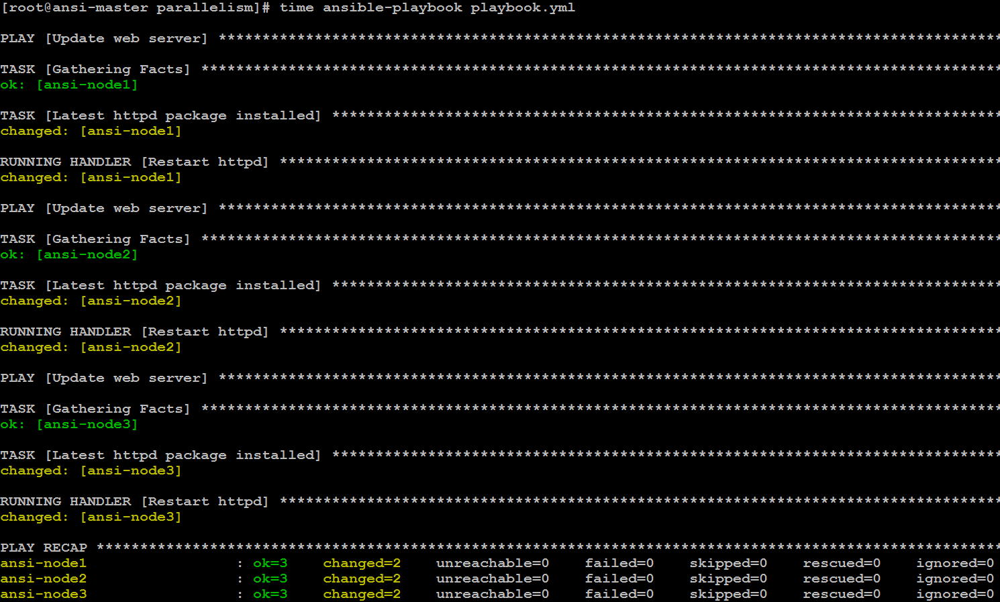 [root@ansi-master parallelism]# time ansible-playbook playbook.yml
PLAY [Update web server] ******************************************************************************************
TASK [Gathering Facts] ********************************************************************************************
ok: [ansi-node1]
TASK [Latest httpd package installed] *****************************************************************************
changed: [ansi-node1]
RUNNING HANDLER [Restart httpd] ***********************************************************************************
changed: [ansi-node1]
PLAY [Update web server] ******************************************************************************************
TASK [Gathering Facts] ********************************************************************************************
ok: [ansi-node2]
TASK [Latest httpd package installed] *****************************************************************************
changed: [ansi-node2]
RUNNING HANDLER [Restart httpd] ***********************************************************************************
changed: [ansi-node2]
PLAY [Update web server] ******************************************************************************************
TASK [Gathering Facts] ********************************************************************************************
ok: [ansi-node3]
TASK [Latest httpd package installed] *****************************************************************************
changed: [ansi-node3]
RUNNING HANDLER [Restart httpd] ***********************************************************************************
changed: [ansi-node3]
PLAY RECAP ********************************************************************************************************
ansi-node1 : ok=3 changed=2 unreachable=0 failed=0 skipped=0 rescued=0 ignored=0
ansi-node2 : ok=3 changed=2 unreachable=0 failed=0 skipped=0 rescued=0 ignored=0
ansi-node3 : ok=3 changed=2 unreachable=0 failed=0 skipped=0 rescued=0 ignored=0